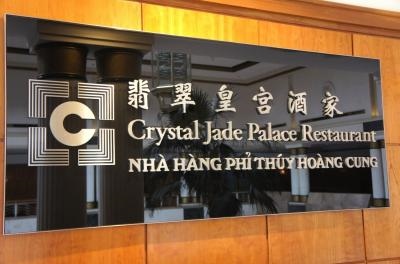 翡翠皇宮酒家
C Crystal Jade Palace Restaurant
NHÀ HÀNG PHỈ THÚY HOÀNG CUNG